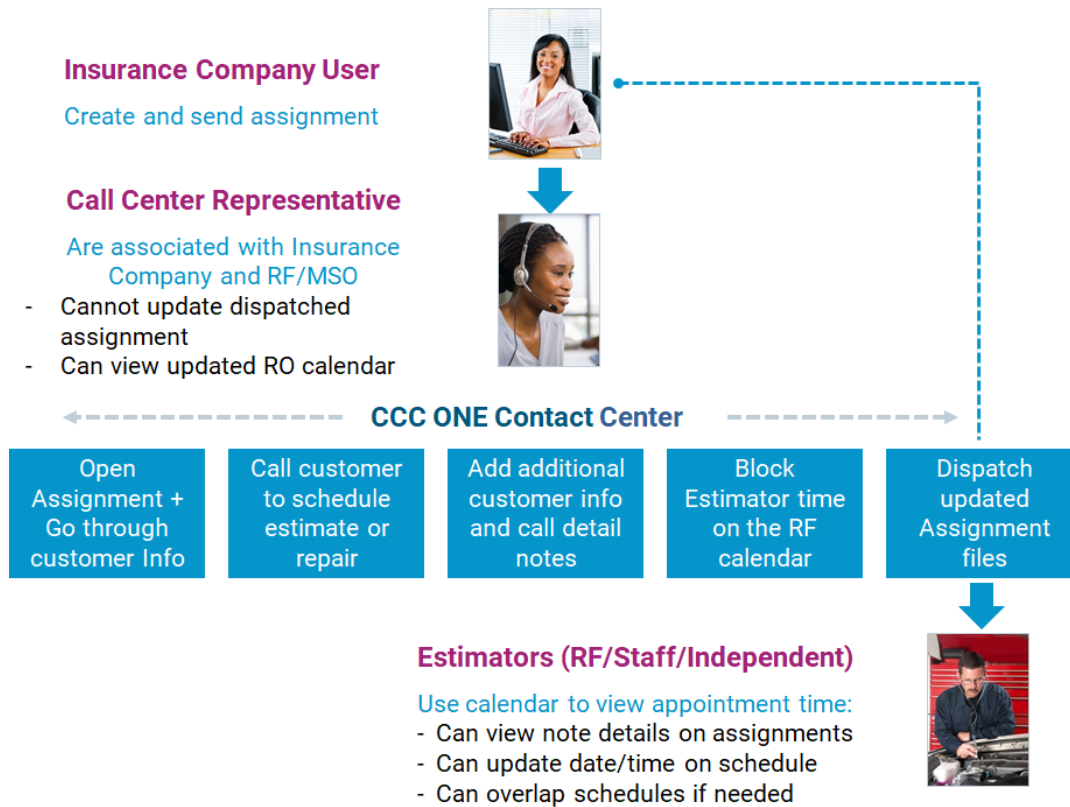 Insurance Company User
Create and send assignment
Call Center Representative
Are associated with Insurance
Company and RF/MSO
- Cannot update dispatched
assignment
- Can view updated RO calendar
CCC ONE Contact Center
Open
Assignment +
Go through
customer Info
Call customer
to schedule
estimate or
repair
Add additional
customer info
and call detail
notes
Block
Estimator time
on the RF
calendar
Dispatch
updated
Assignment
files
Estimators (RF/Staff/Independent)
Use calendar to view appointment time:
- Can view note details on assignments
- Can update date/time on schedule
- Can overlap schedules if needed